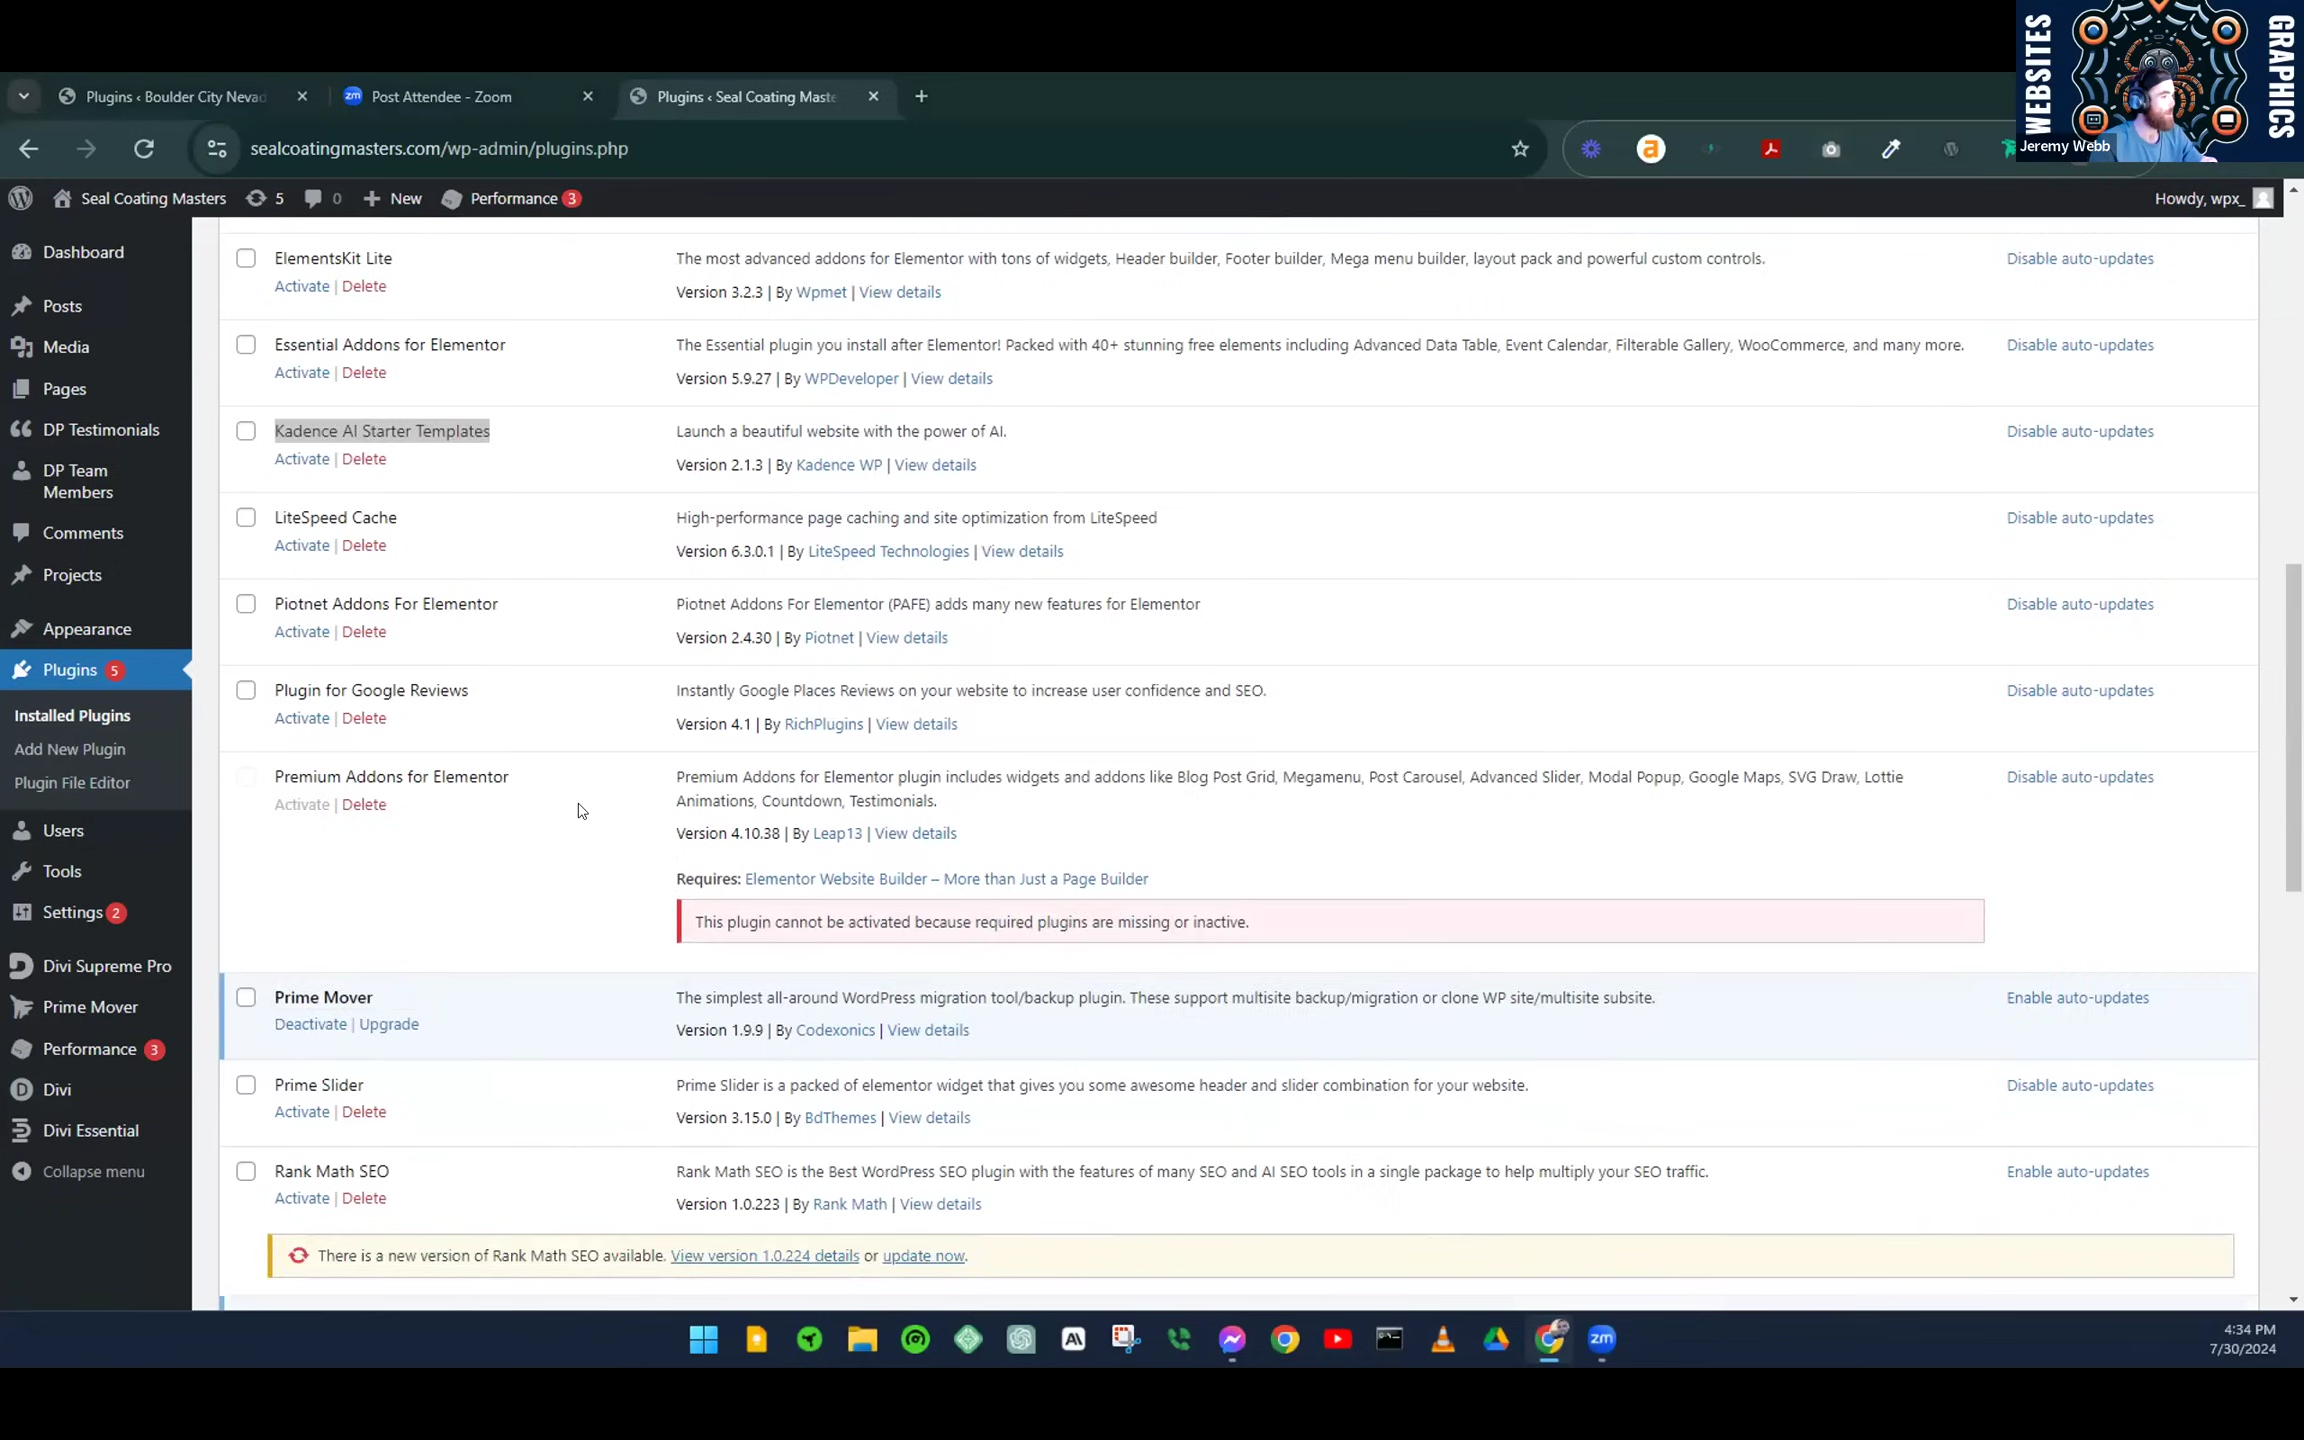 WEBSITES
GRAPHICS
Jeremy Webb
Plugins ‹ Boulder City Nevad
zm Post Attendee - Zoom
Plugins ‹ Seal Coating Maste
sealcoatingmasters.com/wp-admin/plugins.php
Seal Coating Masters 5 0 New Performance 3
Howdy, wpx_
Dashboard
Posts
Media
Pages
DP Testimonials
DP Team
Members
Comments
Projects
Appearance
Plugins 5
Installed Plugins
Add New Plugin
Plugin File Editor
Users
Tools
Settings 2
Divi Supreme Pro
Prime Mover
Performance 3
Divi
Divi Essential
Collapse menu
ElementsKit Lite
Activate | Delete
The most advanced addons for Elementor with tons of widgets, Header builder, Footer builder, Mega menu builder, layout pack and powerful custom controls.
Version 3.2.3 | By Wpmet | View details
Disable auto-updates
Essential Addons for Elementor
Activate | Delete
The Essential plugin you install after Elementor! Packed with 40+ stunning free elements including Advanced Data Table, Event Calendar, Filterable Gallery, WooCommerce, and many more.
Version 5.9.27 | By WPDeveloper | View details
Disable auto-updates
Kadence AI Starter Templates
Activate | Delete
Launch a beautiful website with the power of AI.
Version 2.1.3 | By Kadence WP | View details
Disable auto-updates
LiteSpeed Cache
Activate | Delete
High-performance page caching and site optimization from LiteSpeed
Version 6.3.0.1 | By LiteSpeed Technologies | View details
Disable auto-updates
Piotnet Addons For Elementor
Activate | Delete
Piotnet Addons For Elementor (PAFE) adds many new features for Elementor
Version 2.4.30 | By Piotnet | View details
Disable auto-updates
Plugin for Google Reviews
Activate | Delete
Instantly Google Places Reviews on your website to increase user confidence and SEO.
Version 4.1 | By RichPlugins | View details
Disable auto-updates
Premium Addons for Elementor
Activate | Delete
Premium Addons for Elementor plugin includes widgets and addons like Blog Post Grid, Megamenu, Post Carousel, Advanced Slider, Modal Popup, Google Maps, SVG Draw, Lottie
Animations, Countdown, Testimonials.
Version 4.10.38 | By Leap13 | View details
Requires: Elementor Website Builder – More than Just a Page Builder
This plugin cannot be activated because required plugins are missing or inactive.
Disable auto-updates
Prime Mover
Deactivate | Upgrade
The simplest all-around WordPress migration tool/backup plugin. These support multisite backup/migration or clone WP site/multisite subsite.
Version 1.9.9 | By Codexonics | View details
Enable auto-updates
Prime Slider
Activate | Delete
Prime Slider is a packed of elementor widget that gives you some awesome header and slider combination for your website.
Version 3.15.0 | By BdThemes | View details
Disable auto-updates
Rank Math SEO
Activate | Delete
Rank Math SEO is the Best WordPress SEO plugin with the features of many SEO and AI SEO tools in a single package to help multiply your SEO traffic.
Version 1.0.223 | By Rank Math | View details
Enable auto-updates
There is a new version of Rank Math SEO available. View version 1.0.224 details or update now.
zm
4:34 PM
7/30/2024